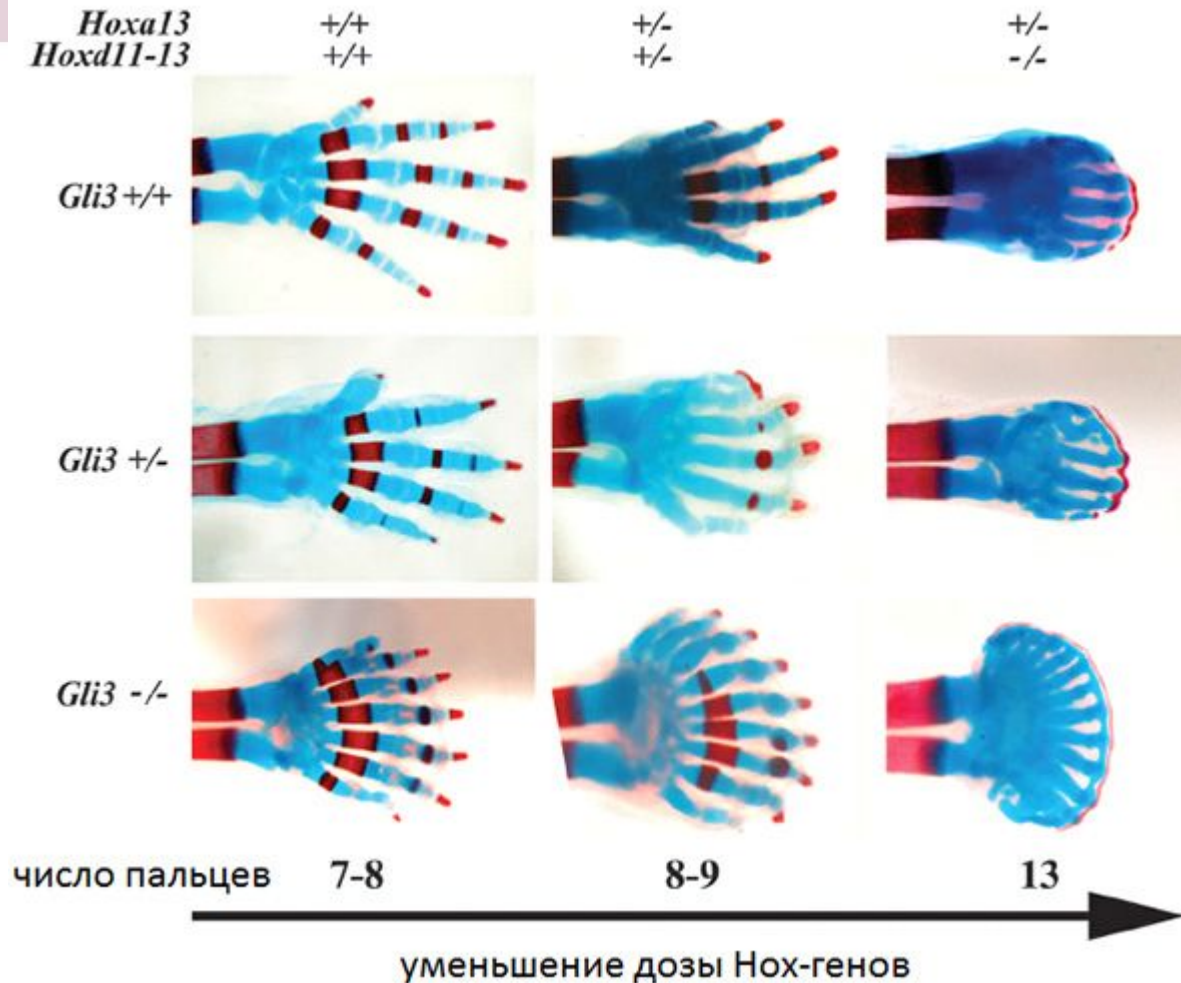 Hoxa13 +/+ +/- +/-
Hoxd11-13 +/+ +/- -/-
Gli3 +/+
Gli3 +/-
Gli3 -/-
число пальцев 7-8 8-9 13
уменьшение дозы Hox-генов